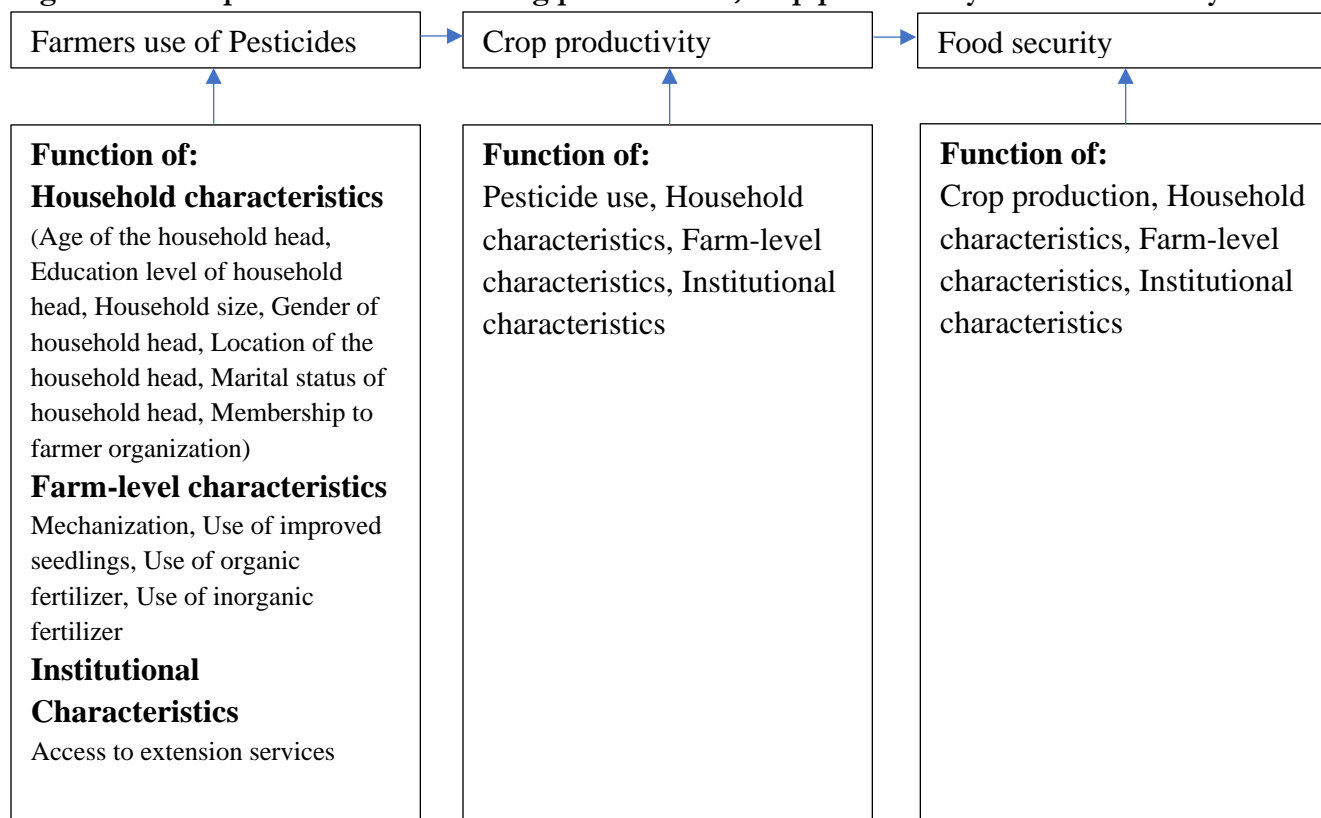 Farmers use of Pesticides
Crop productivity
Food security
Function of:
Household characteristics
(Age of the household head,
Education level of household
head, Household size, Gender of
household head, Location of the
household head, Marital status of
household head, Membership to
farmer organization)
Farm-level characteristics
Mechanization, Use of improved
seedlings, Use of organic
fertilizer, Use of inorganic
fertilizer
Institutional
Characteristics
Access to extension services
Function of:
Pesticide use, Household
characteristics, Farm-level
characteristics, Institutional
characteristics
Function of:
Crop production, Household
characteristics, Farm-level
characteristics, Institutional
characteristics